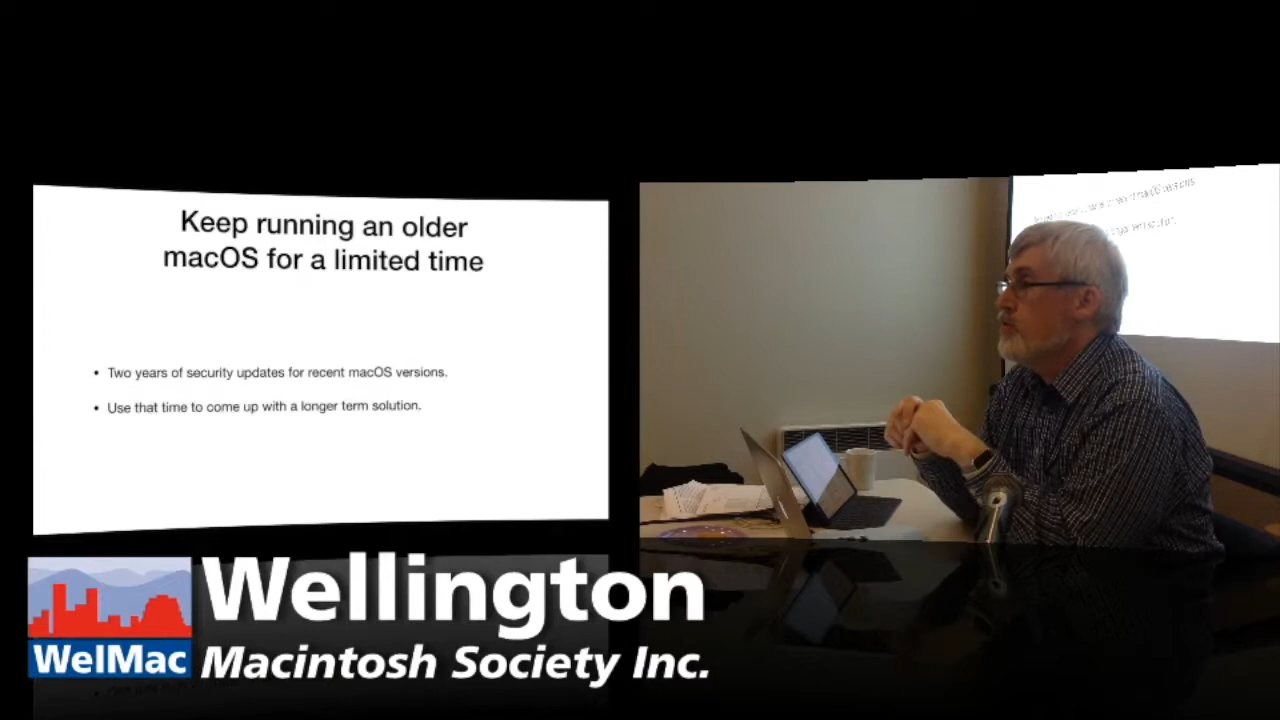 Keep running an older
macOS for a limited time
• Two years of security updates for recent macOS versions.
• Use that time to come up with a longer term solution.
WelMac
Wellington
Macintosh Society Inc.